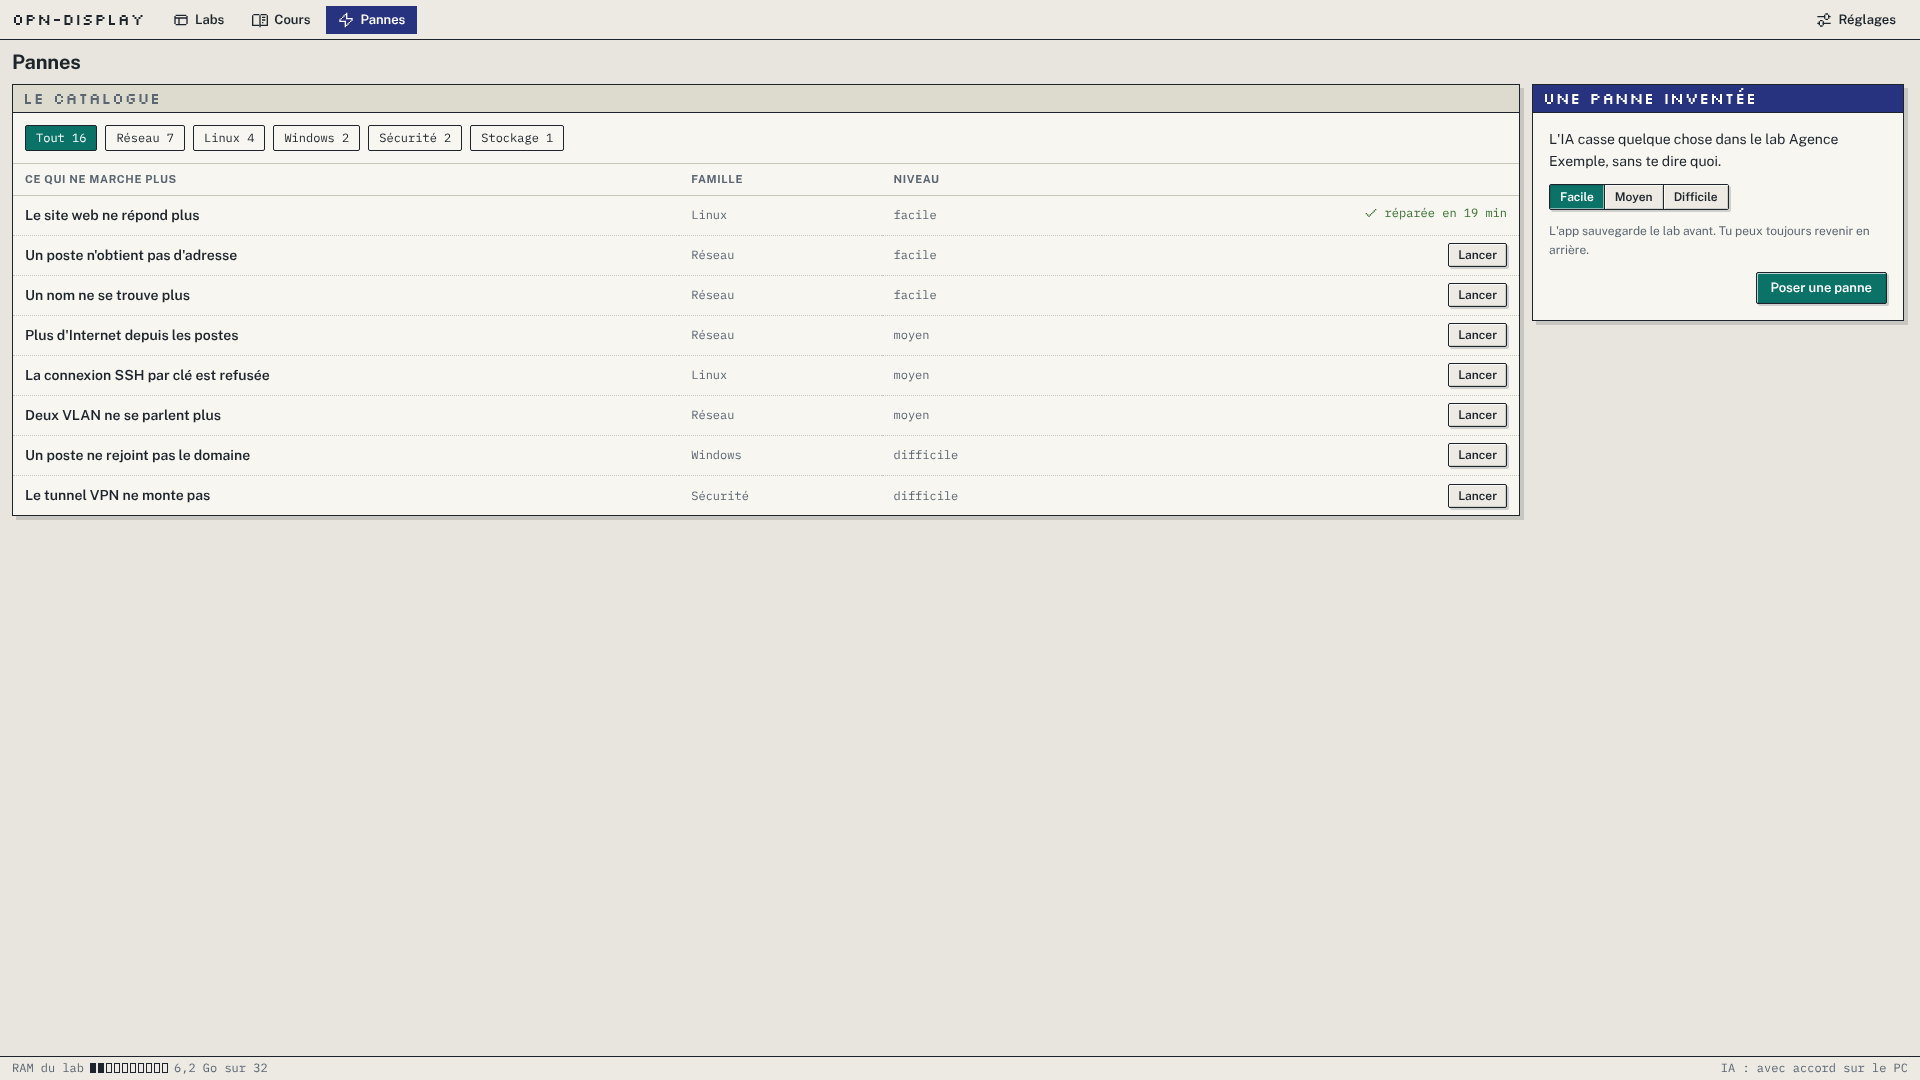 OPN-DISPLAY
Labs
Cours
Pannes
Réglages
Pannes
LE CATALOGUE
Tout 16
Réseau 7
Linux 4
Windows 2
Sécurité 2
Stockage 1
CE QUI NE MARCHE PLUS FAMILLE NIVEAU
Le site web ne répond plus Linux facile réparée en 19 min
Un poste n'obtient pas d'adresse Réseau facile Lancer
Un nom ne se trouve plus Réseau facile Lancer
Plus d'Internet depuis les postes Réseau moyen Lancer
La connexion SSH par clé est refusée Linux moyen Lancer
Deux VLAN ne se parlent plus Réseau moyen Lancer
Un poste ne rejoint pas le domaine Windows difficile Lancer
Le tunnel VPN ne monte pas Sécurité difficile Lancer
UNE PANNE INVENTÉE
L'IA casse quelque chose dans le lab Agence
Exemple, sans te dire quoi.
Facile Moyen Difficile
L'app sauvegarde le lab avant. Tu peux toujours revenir en
arrière.
Poser une panne
RAM du lab 6,2 Go sur 32
IA : avec accord sur le PC